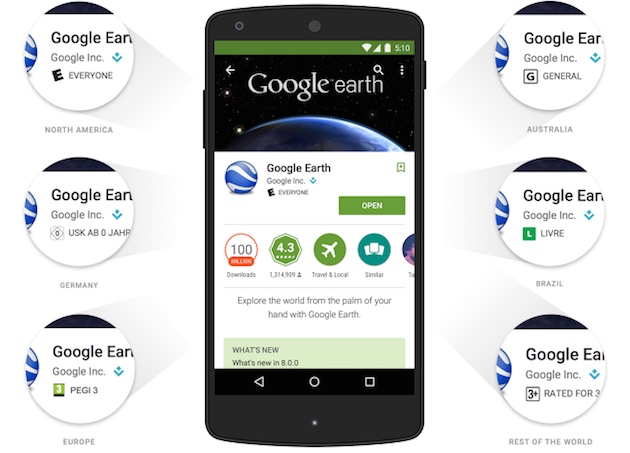 Google Earth
Google Inc.
E EVERYONE
NORTH AMERICA
Google Earth
Google Inc.
0 USK AB 0 JAHR
GERMANY
Google Eart
Google Inc.
3 PEGI 3
EUROPE
5:10
Google earth
Google Earth
Google Inc.
E EVERYONE
OPEN
100
MILLION
Downloads
4.3
1,314,909
Travel & Local
Similar
Ta
Explore the world from the palm of your
hand with Google Earth.
WHAT'S NEW
What's new in 8.0.0
Google Eart
Google Inc.
G GENERAL
AUSTRALIA
Google Eart
Google Inc.
L LIVRE
BRAZIL
Google Ea
Google Inc.
3+ RATED FOR 3
REST OF THE WORLD